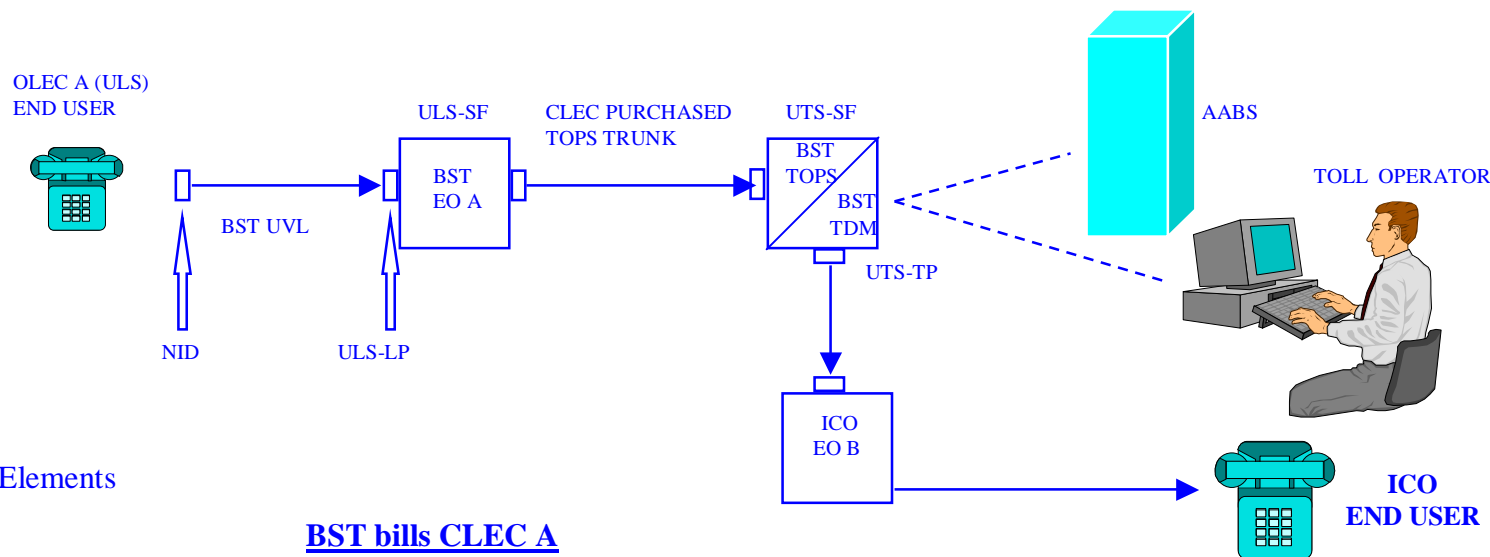 OLEC A (ULS)
END USER
ULS-SF
CLEC PURCHASED
TOPS TRUNK
UTS-SF
AABS
BST
EO A
BST
TOPS
BST
TDM
TOLL OPERATOR
BST UVL
UTS-TP
NID
ULS-LP
ICO
EO B
Elements
ICO
END USER
BST bills CLEC A